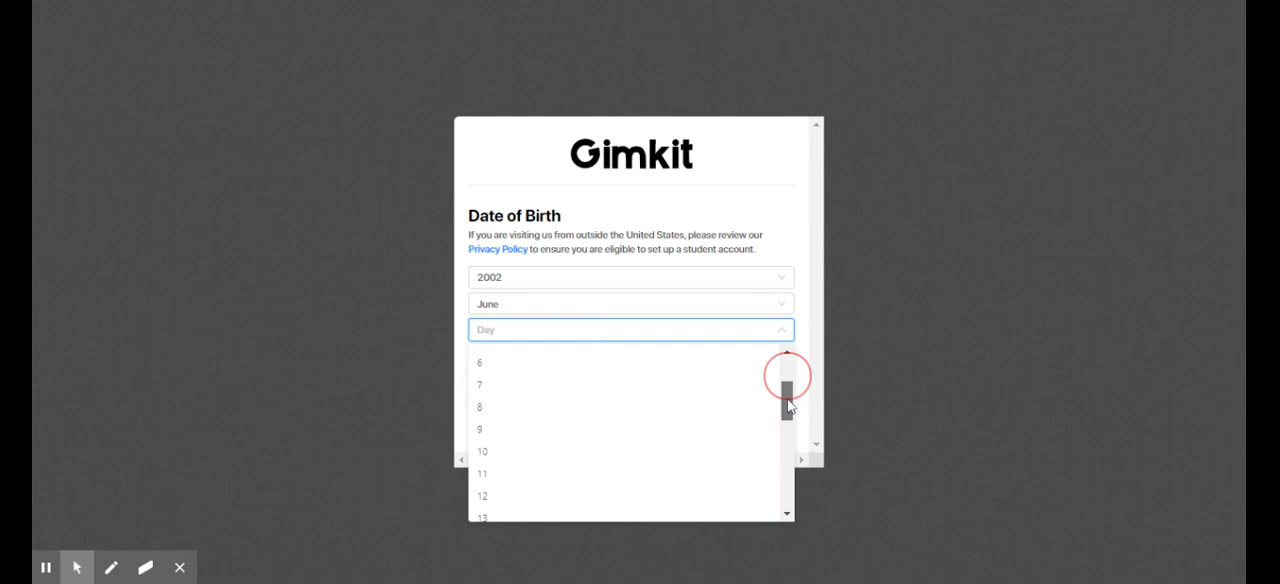 Gimkit
Date of Birth
If you are visiting us from outside the United States, please review our
Privacy Policy to ensure you are eligible to set up a student account.
2002
June
Day
6
7
8
9
10
11
12
13